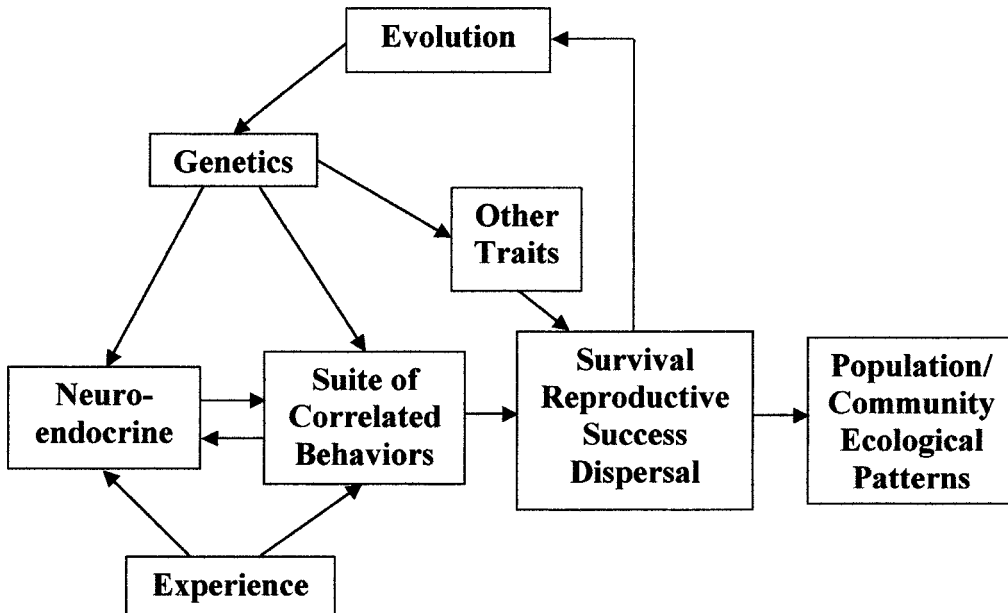 Evolution
Genetics
Other
Traits
Neuro-
endocrine
Suite of
Correlated
Behaviors
Survival
Reproductive
Success
Dispersal
Population/
Community
Ecological
Patterns
Experience